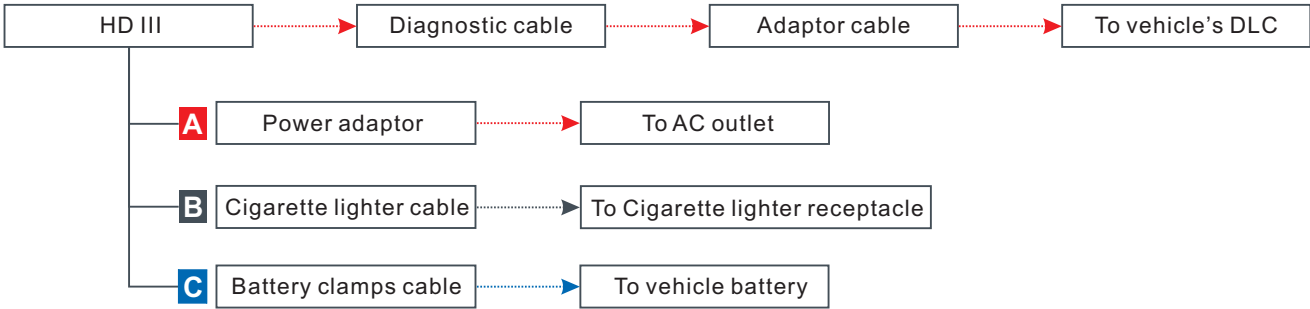 HD III
Diagnostic cable
Adaptor cable
To vehicle's DLC
A
Power adaptor
To AC outlet
B
Cigarette lighter cable
To Cigarette lighter receptacle
C
Battery clamps cable
To vehicle battery